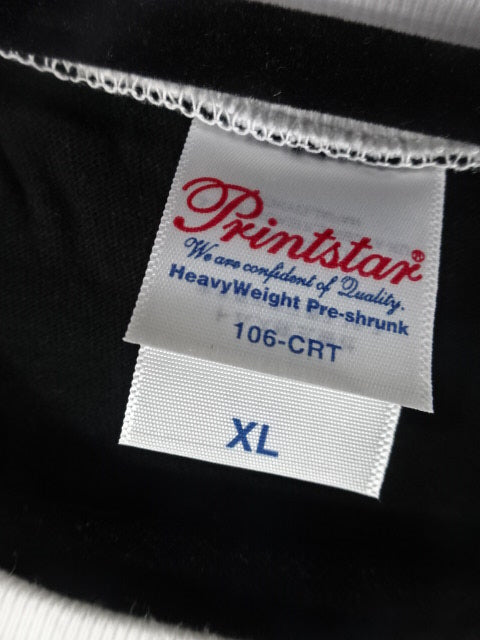 Printstar®
We are confident of Quality.
HeavyWeight Pre-shrunk
106-CRT
XL